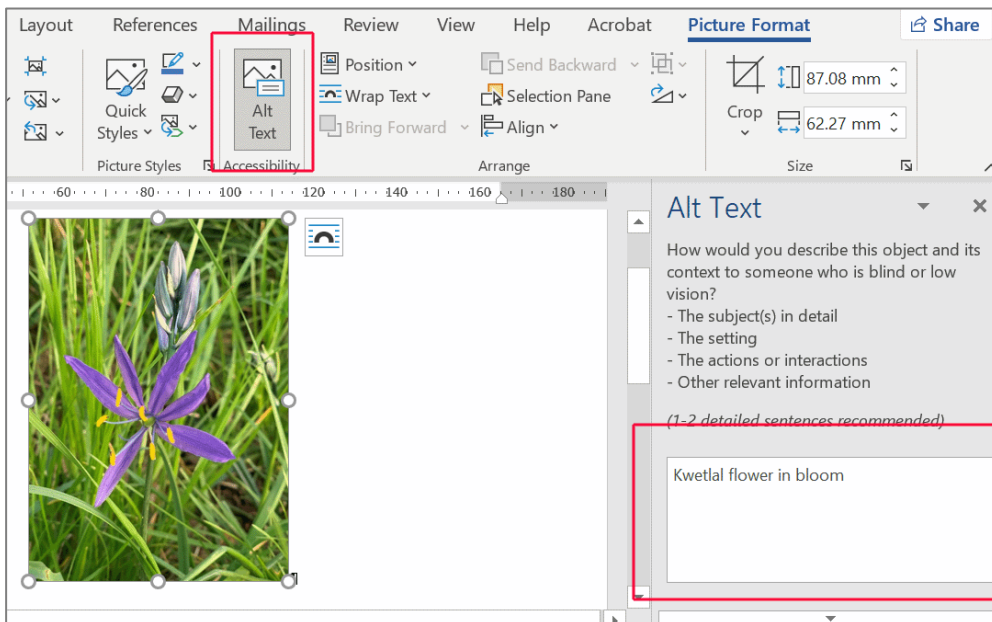 Layout References Mailings Review View Help Acrobat Picture Format Share
Quick
Styles
Picture Styles
Alt
Text
Accessibility
Position
Wrap Text
Bring Forward
Send Backward
Selection Pane
Align
Arrange
Crop
87.08 mm
62.27 mm
Size
60 80 100 120 140 160 180
Alt Text
How would you describe this object and its
context to someone who is blind or low
vision?
- The subject(s) in detail
- The setting
- The actions or interactions
- Other relevant information
(1-2 detailed sentences recommended)
Kwetlal flower in bloom